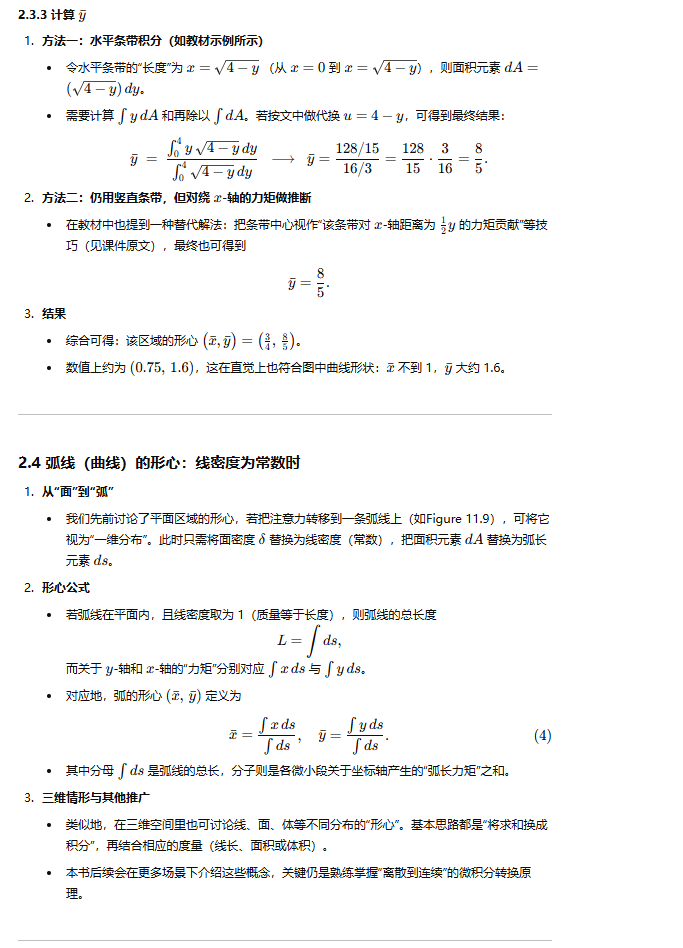 2.3.3 计算 ȳ
1. 方法一：水平条带积分（如教材示例所示）
• 令水平条带的“长度”为 x = √(4 − y) （从 x = 0 到 x = √(4 − y)），则面积元素 dA =
(√(4 − y)) dy。
• 需要计算 ∫ y dA 和再除以 ∫ dA。若按文中做代换 u = 4 − y，可得到最终结果：
ȳ = ∫₀⁴ y √(4 − y) dy / ∫₀⁴ √(4 − y) dy ⟶ ȳ = (128/15)/(16/3) = 128/15 · 3/16 = 8/5.
2. 方法二：仍用竖直条带，但对绕 x-轴的力矩做推断
• 在教材中也提到一种替代解法：把条带中心视作“该条带对 x-轴距离为 ½y 的力矩贡献”等技
巧（见课件原文），最终也可得到
ȳ = 8/5.
3. 结果
• 综合可得：该区域的形心 (x̄, ȳ) = (3/4, 8/5)。
• 数值上约为 (0.75, 1.6)，这在直觉上也符合图中曲线形状：x̄ 不到 1，ȳ 大约 1.6。
2.4 弧线（曲线）的形心：线密度为常数时
1. 从“面”到“弧”
• 我们先前讨论了平面区域的形心，若把注意力转移到一条弧线上（如Figure 11.9），可将它
视为“一维分布”。此时只需将面密度 δ 替换为线密度（常数），把面积元素 dA 替换为弧长
元素 ds。
2. 形心公式
• 若弧线在平面内，且线密度取为 1（质量等于长度），则弧线的总长度
L = ∫ ds,
而关于 y-轴和 x-轴的“力矩”分别对应 ∫ x ds 与 ∫ y ds。
• 对应地，弧的形心 (x̄, ȳ) 定义为
x̄ = ∫ x ds / ∫ ds, ȳ = ∫ y ds / ∫ ds. (4)
• 其中分母 ∫ ds 是弧线的总长，分子则是各微小段关于坐标轴产生的“弧长力矩”之和。
3. 三维情形与其他推广
• 类似地，在三维空间里也可讨论线、面、体等不同分布的“形心”。基本思路都是“将求和换成
积分”，再结合相应的度量（线长、面积或体积）。
• 本书后续会在更多场景下介绍这些概念，关键仍是熟练掌握“离散到连续”的微积分转换原
理。